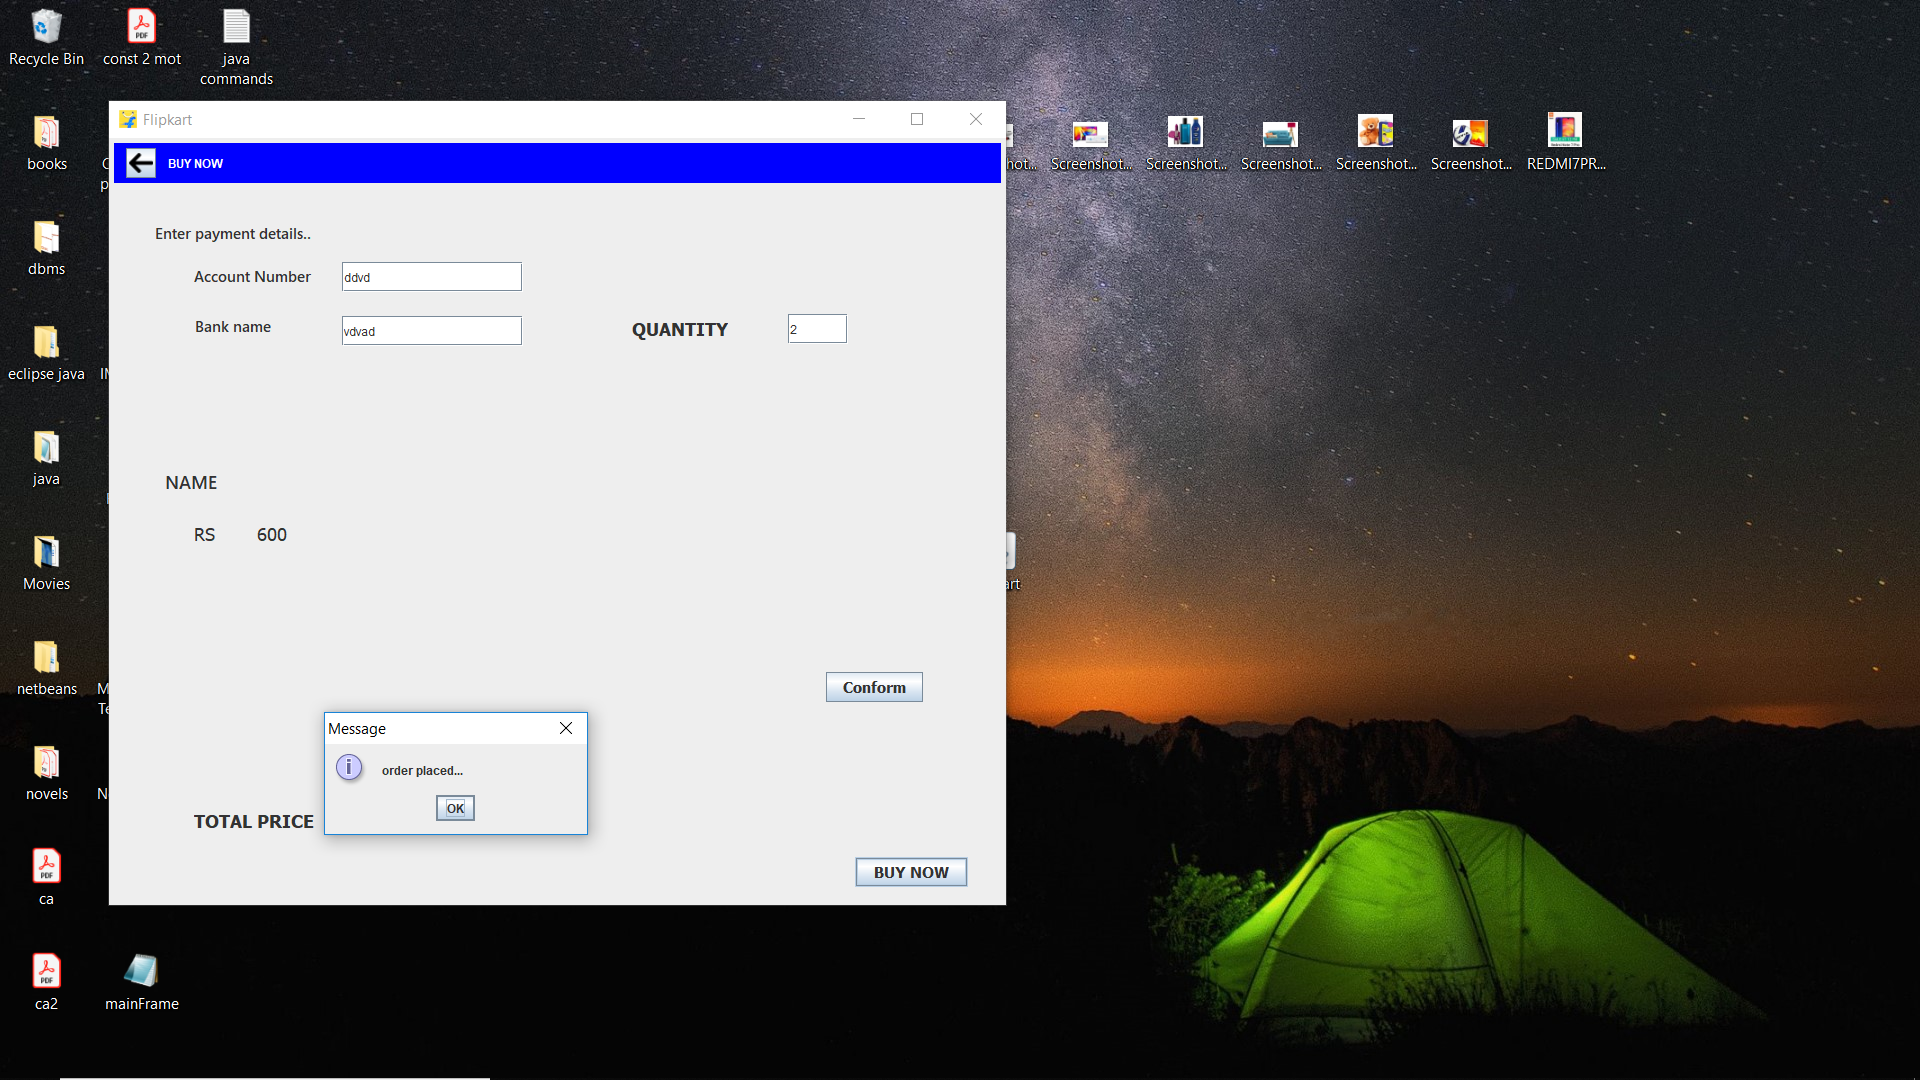 Recycle Bin
const 2 mot
java
commands
Flipkart
BUY NOW
Enter payment details..
Account Number
ddvd
Bank name
vdvad
QUANTITY
2
NAME
RS 600
Conform
Message
order placed...
OK
TOTAL PRICE
BUY NOW
books
dbms
eclipse java
java
Movies
netbeans
novels
ca
ca2
mainFrame
Screenshot...
Screenshot...
Screenshot...
Screenshot...
Screenshot...
REDMI7PR...